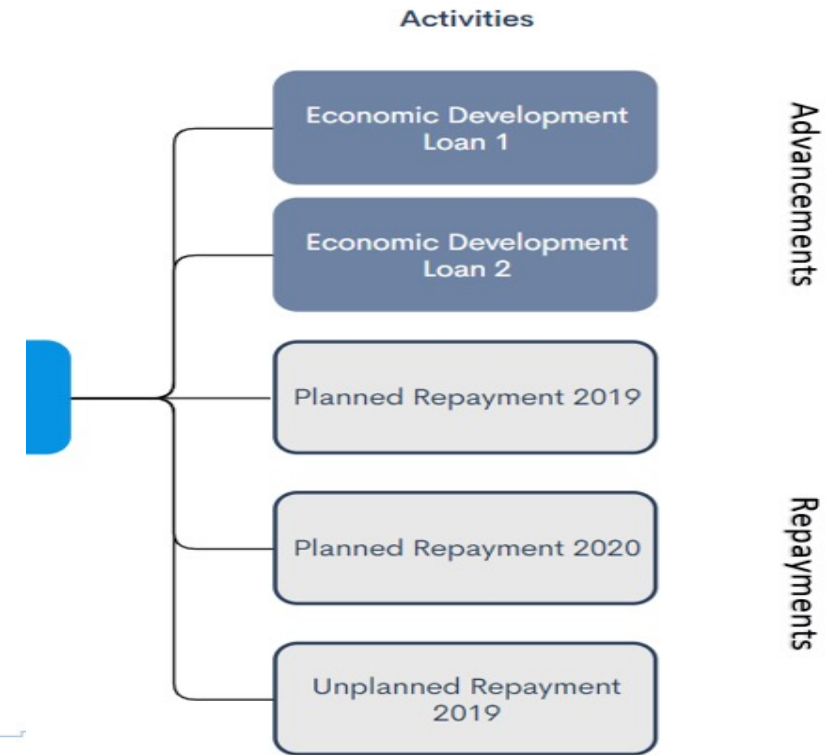 Activities
Economic Development
Loan 1
Economic Development
Loan 2
Advancements
Planned Repayment 2019
Planned Repayment 2020
Unplanned Repayment
2019
Repayments